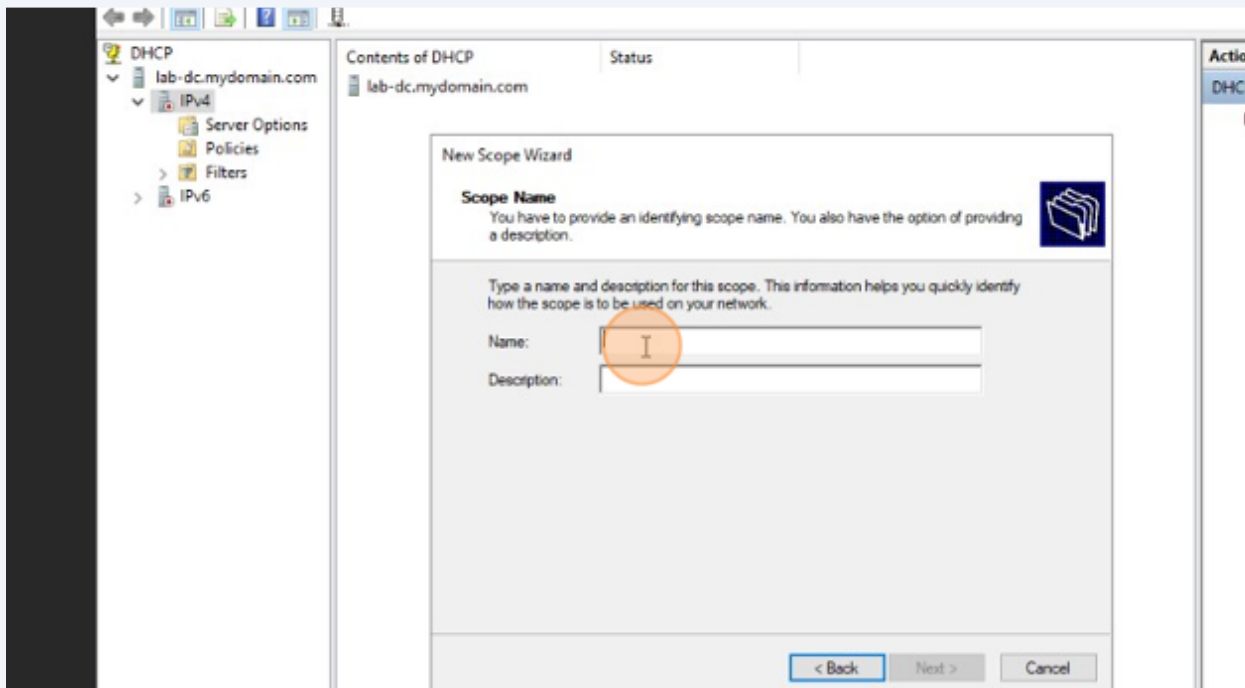 DHCP
lab-dc.mydomain.com
IPv4
Server Options
Policies
Filters
IPv6
Contents of DHCP Status
lab-dc.mydomain.com
New Scope Wizard
Scope Name
You have to provide an identifying scope name. You also have the option of providing
a description.
Type a name and description for this scope. This information helps you quickly identify
how the scope is to be used on your network.
Name:
Description:
< Back Next > Cancel
Actio
DHC